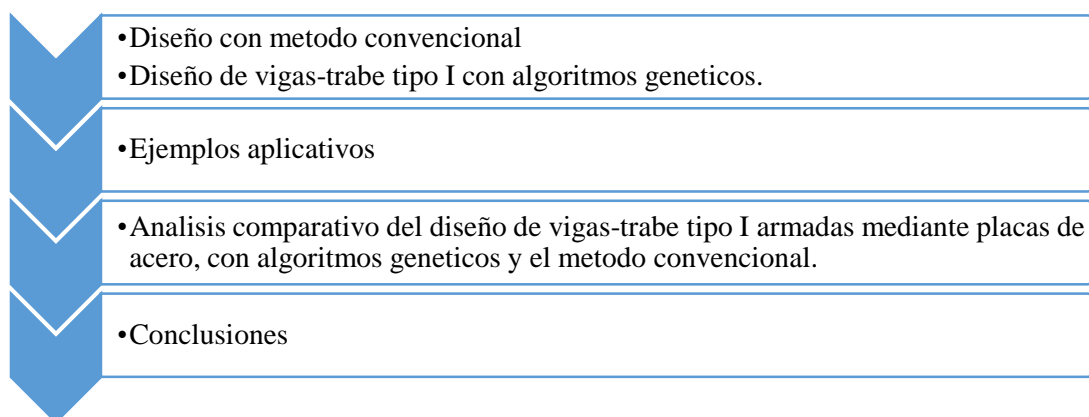 •Diseño con metodo convencional
•Diseño de vigas-trabe tipo I con algoritmos geneticos.
•Ejemplos aplicativos
•Analisis comparativo del diseño de vigas-trabe tipo I armadas mediante placas de
acero, con algoritmos geneticos y el metodo convencional.
•Conclusiones